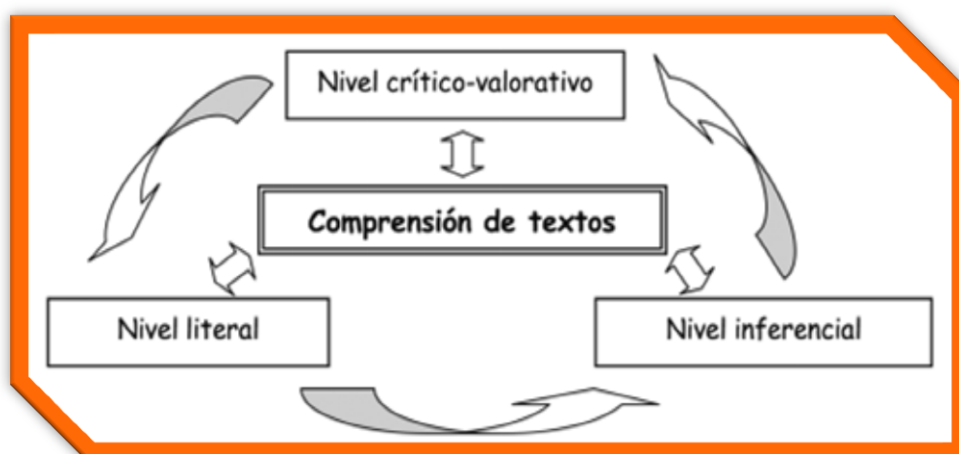 Nivel crítico-valorativo
Comprensión de textos
Nivel literal
Nivel inferencial